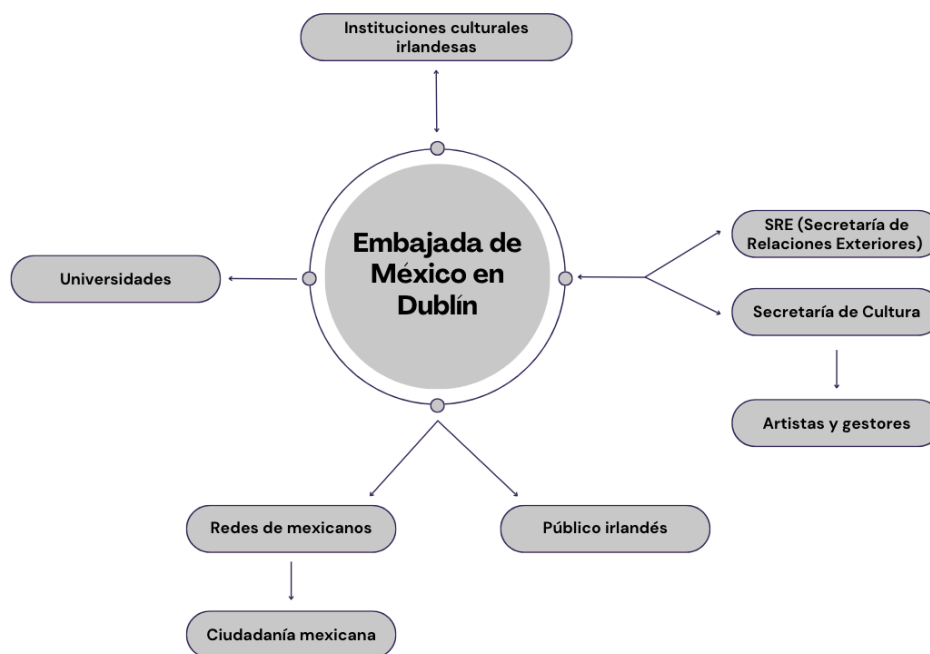 Instituciones culturales
irlandesas
Embajada de
México en
Dublín
SRE (Secretaría de
Relaciones Exteriores)
Universidades
Secretaría de Cultura
Artistas y gestores
Redes de mexicanos
Público irlandés
Ciudadanía mexicana